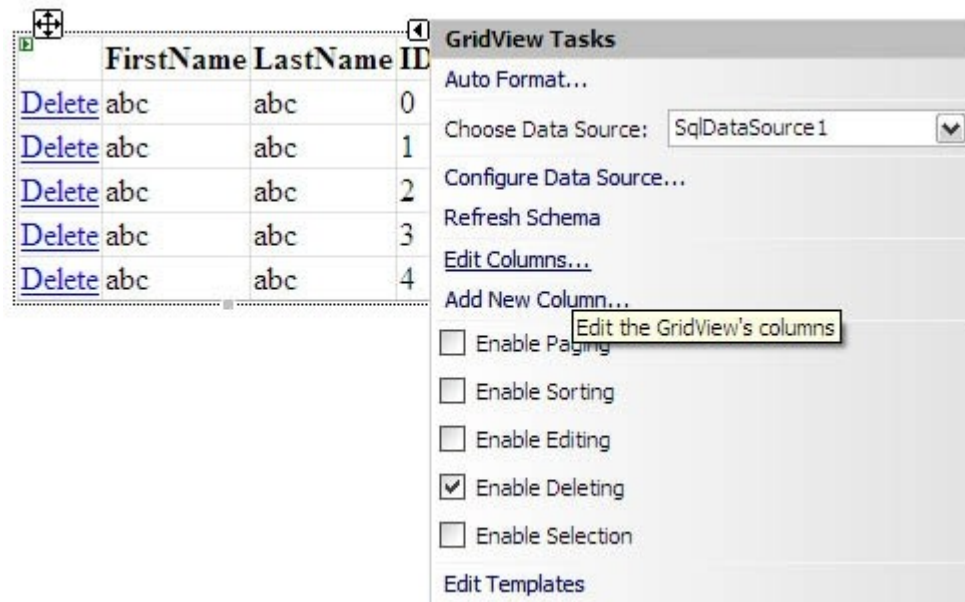 FirstName LastName ID
Delete abc abc 0
Delete abc abc 1
Delete abc abc 2
Delete abc abc 3
Delete abc abc 4
GridView Tasks
Auto Format...
Choose Data Source: SqlDataSource1
Configure Data Source...
Refresh Schema
Edit Columns...
Add New Column...
Edit the GridView's columns
Enable Paging
Enable Sorting
Enable Editing
Enable Deleting
Enable Selection
Edit Templates